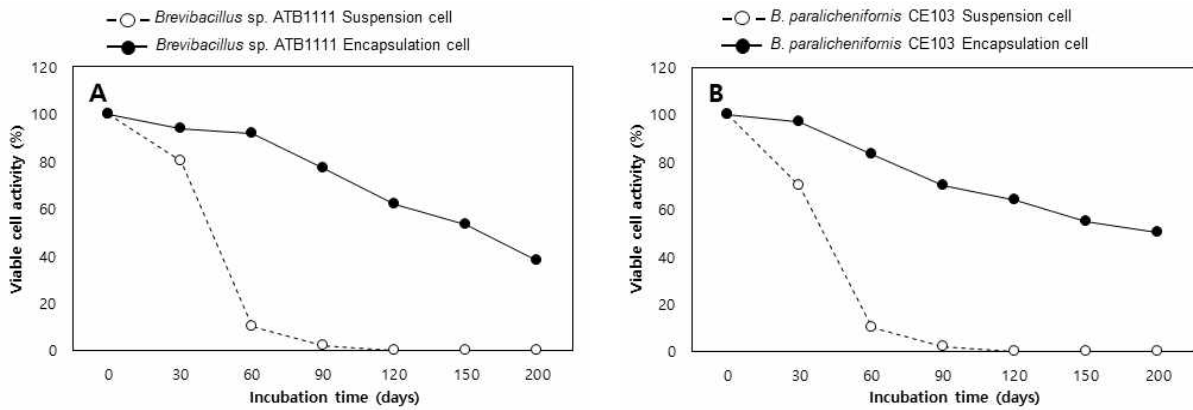 Brevibacillus sp. ATB1111 Suspension cell
Brevibacillus sp. ATB1111 Encapsulation cell
120
100
80
60
40
20
0
A
Viable cell activity (%)
0 30 60 90 120 150 200
Incubation time (days)
B. paralichenifornis CE103 Suspension cell
B. paralichenifornis CE103 Encapsulation cell
120
100
80
60
40
20
0
B
Viable cell activity (%)
0 30 60 90 120 150 200
Incubation time (days)